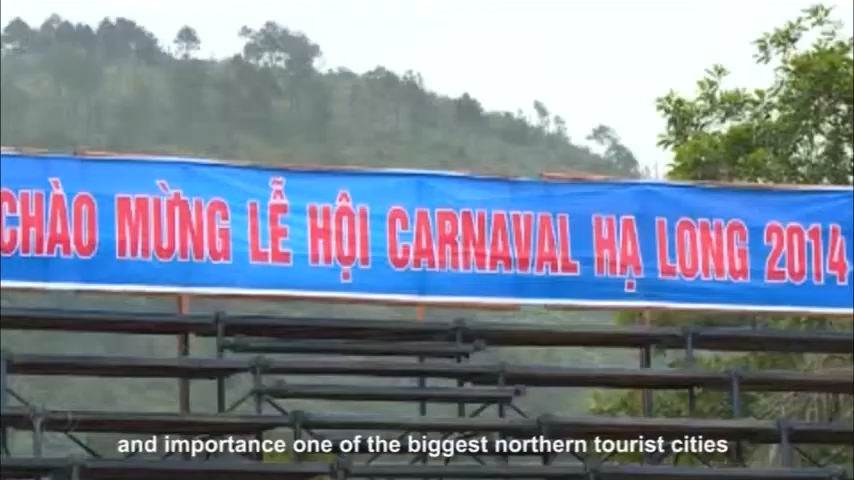 CHÀO MỪNG LỄ HỘI CARNAVAL HẠ LONG 2014
and importance one of the biggest northern tourist cities